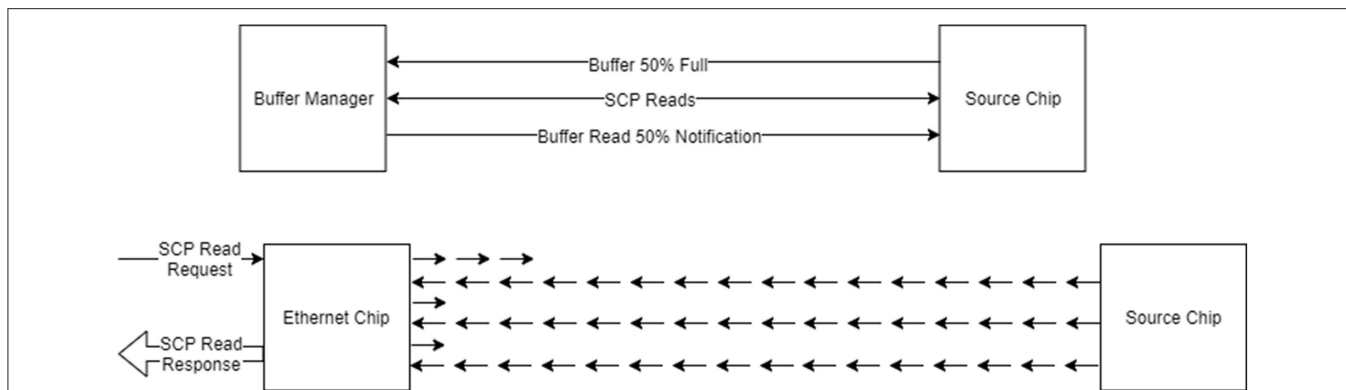 Buffer 50% Full
Buffer Manager
SCP Reads
Source Chip
Buffer Read 50% Notification
SCP Read
Request
Ethernet Chip
Source Chip
SCP Read
Response